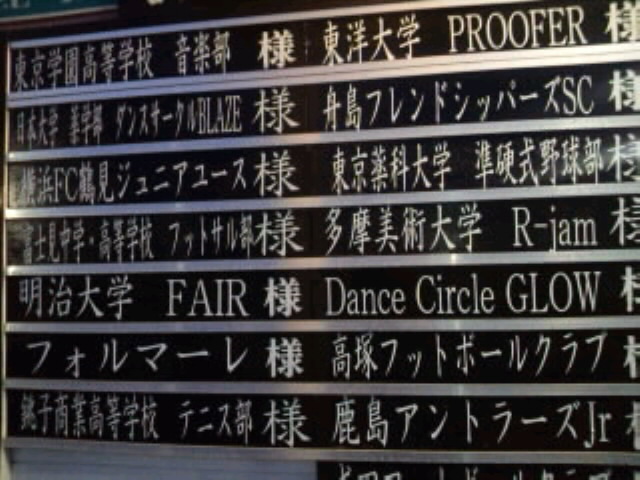 東京学園高等学校 音楽部 様 東洋大学 PROOFER 様
日本大学 薬学部 ダンスサークルBLAZE 様 舟島フレンドシッパーズSC 様
横浜FC鶴見ジュニアユース 様 東京薬科大学 準硬式野球部 様
富士見中学・高等学校 フットサル部 様 多摩美術大学 R-jam 様
明治大学 FAIR 様 Dance Circle GLOW 様
フォルマーレ 様 高塚フットボールクラブ 様
銚子商業高等学校 テニス部 様 鹿島アントラーズJr 様